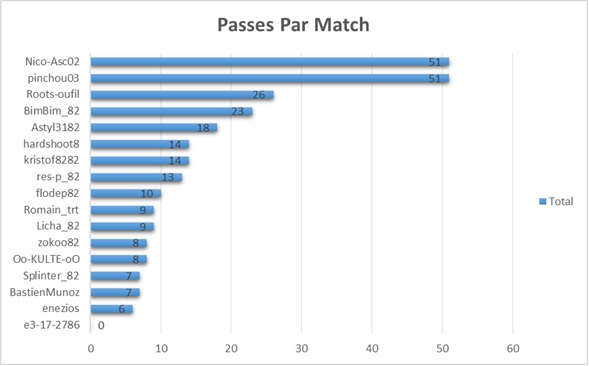 Passes Par Match
Nico-Asc02 51
pinchou03 51
Roots-oufil 26
BimBim_82 23
Astyl3182 18
hardshoot8 14
kristof8282 14
res-p_82 13
flodep82 10
Romain_trt 9
Licha_82 9
Total
zokoo82 8
Oo-KULTE-oO 8
Splinter_82 7
BastienMunoz 7
enezios 6
e3-17-2786 0
0 10 20 30 40 50 60